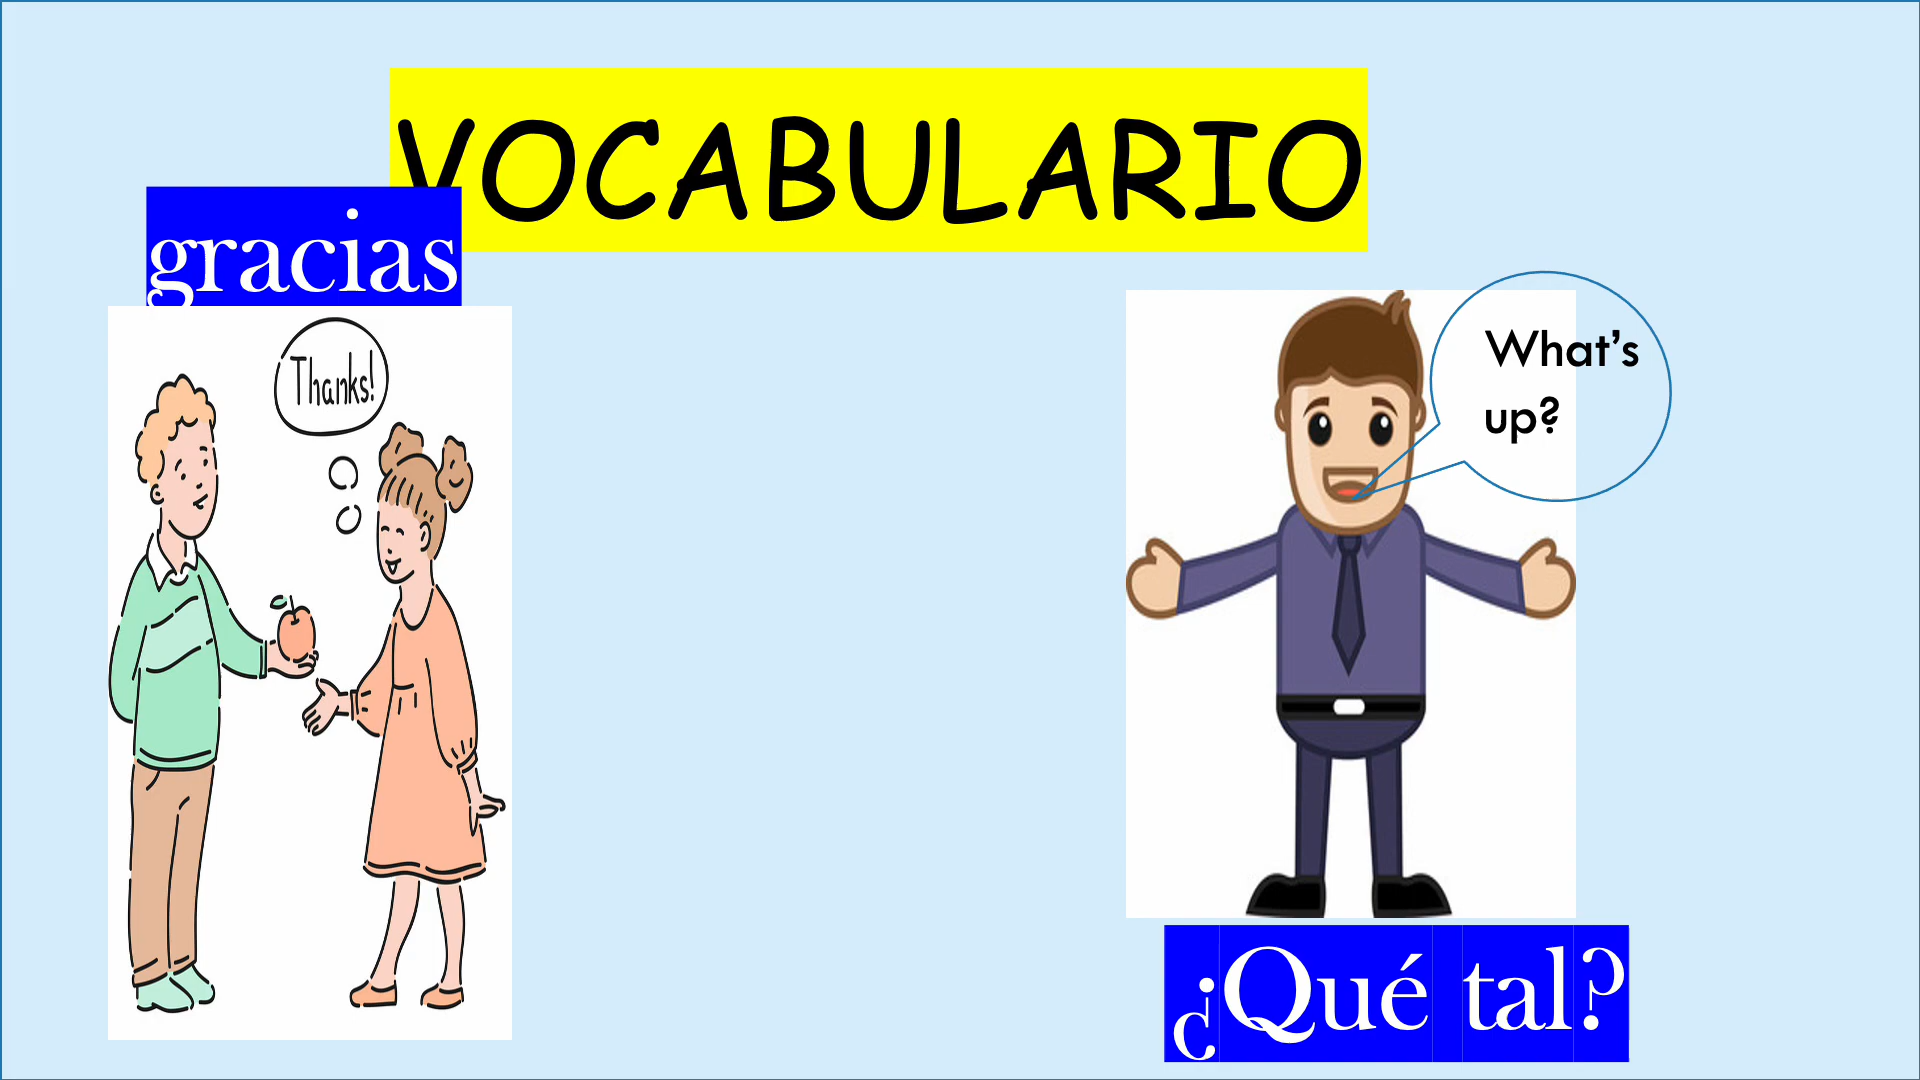 VOCABULARIO
gracias
Thanks!
What's
up?
¿Qué tal?